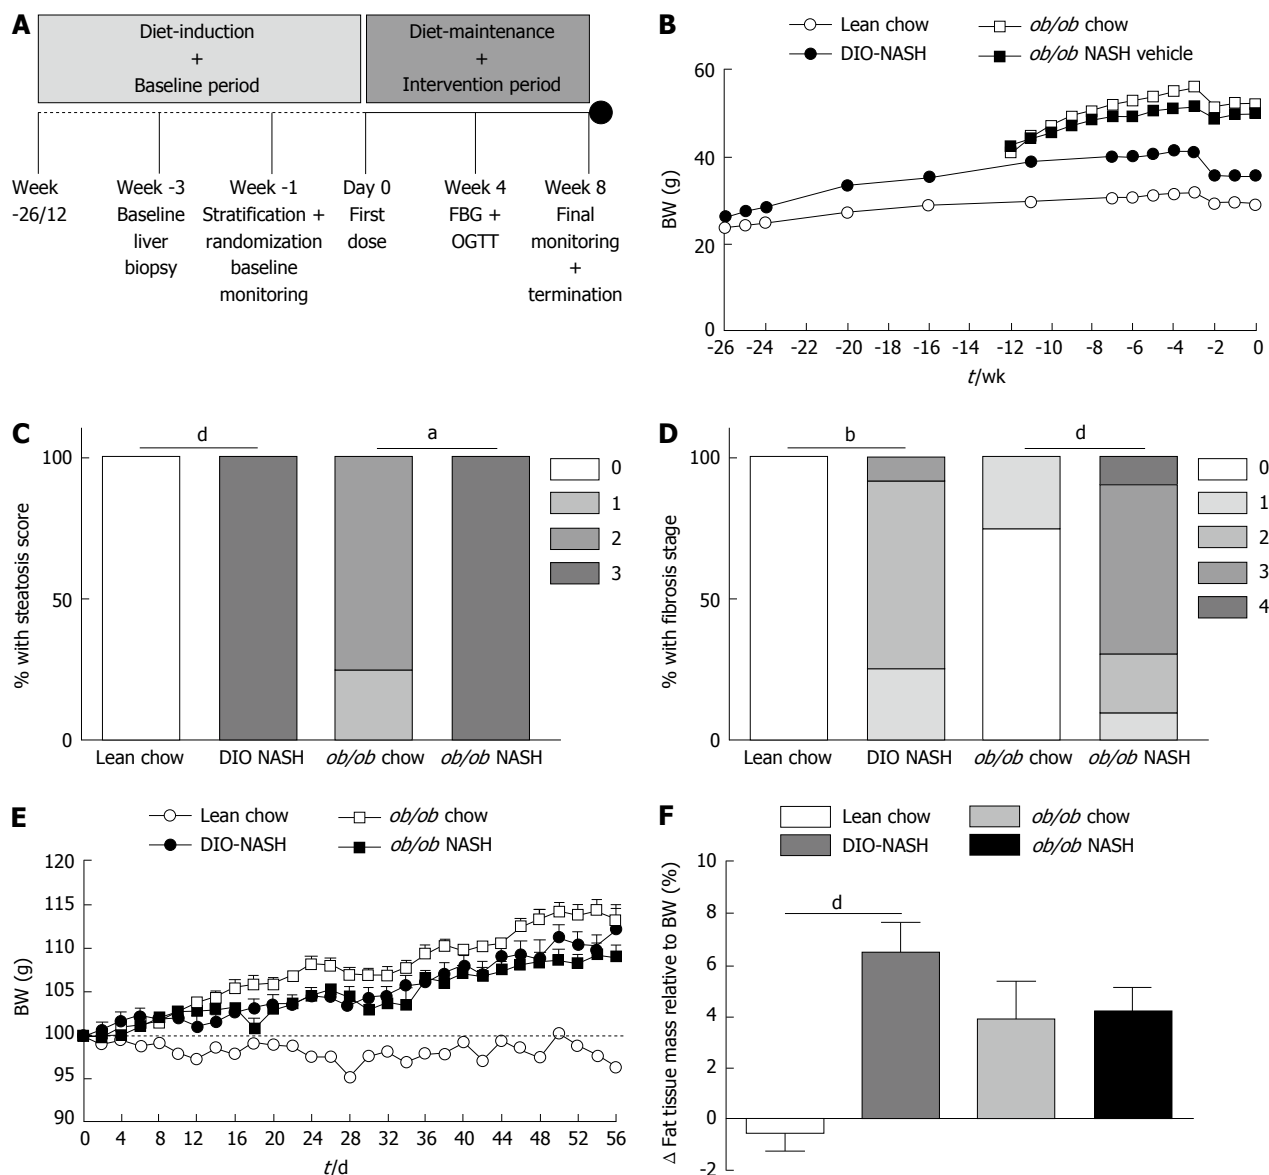 A
Diet-induction
+
Baseline period
Diet-maintenance
+
Intervention period
Week
-26/12
Week -3
Baseline
liver
biopsy
Week -1
Stratification +
randomization
baseline
monitoring
Day 0
First
dose
Week 4
FBG +
OGTT
Week 8
Final
monitoring
+
termination
B
Lean chow
DIO-NASH
ob/ob chow
ob/ob NASH vehicle
BW (g)
60
40
20
0
-26 -24 -20 -18 -16 -14 -12 -10 -8 -6 -4 -2 0
t/wk
C
d
a
% with steatosis score
100
50
0
Lean chow DIO NASH ob/ob chow ob/ob NASH
0
1
2
3
D
b
d
% with fibrosis stage
100
50
0
Lean chow DIO NASH ob/ob chow ob/ob NASH
0
1
2
3
4
E
Lean chow
DIO-NASH
ob/ob chow
ob/ob NASH
BW (g)
120
115
110
105
100
95
90
0 4 8 12 16 20 24 28 32 36 40 44 48 52 56
t/d
F
Lean chow
DIO-NASH
ob/ob chow
ob/ob NASH
Δ Fat tissue mass relative to BW (%)
10
8
6
4
2
0
-2
d